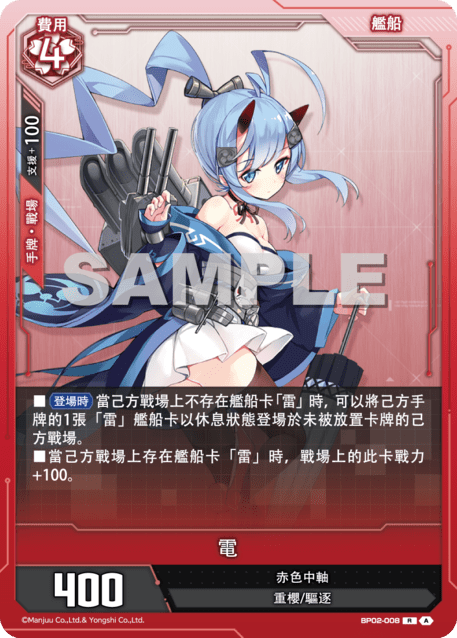 費用
4
艦船
支援+100
手牌・戰場
SAMPLE
■登場時當己方戰場上不存在艦船卡「雷」時，可以將己方手
牌的1張「雷」艦船卡以休息狀態登場於未被放置卡牌的己
方戰場。
■當己方戰場上存在艦船卡「雷」時，戰場上的此卡戰力
+100。
電
400
赤色中軸
重櫻/驅逐
©Manjuu Co.,Ltd.& Yongshi Co.,Ltd.
BP02-008 R A